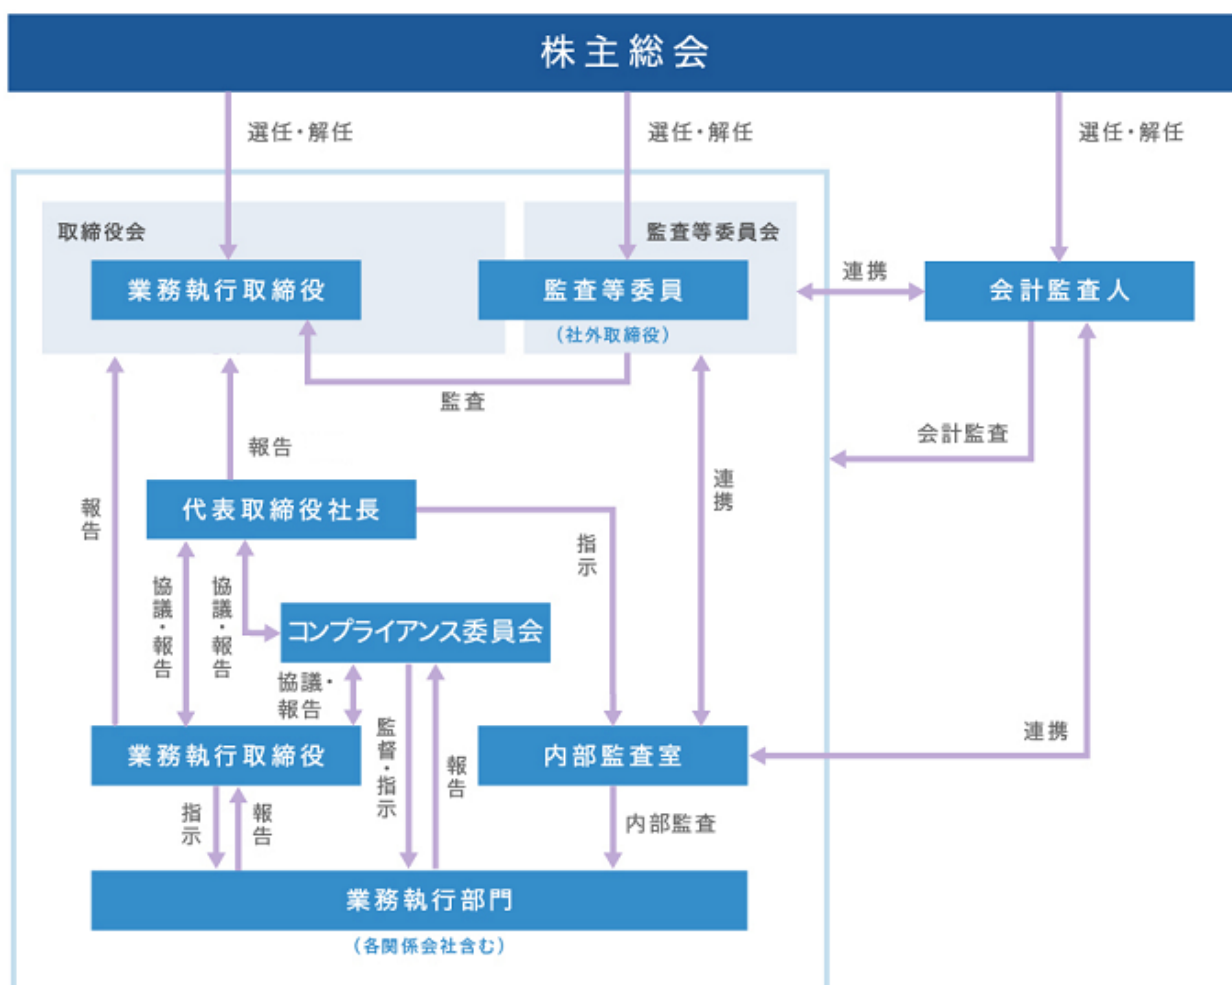 株主総会
選任・解任
選任・解任
選任・解任
取締役会
監査等委員会
業務執行取締役
監査等委員
(社外取締役)
連携
会計監査人
監査
報告
会計監査
報告
連携
代表取締役社長
指示
協議・報告
協議・報告
コンプライアンス委員会
協議・
報告
監督・指示
報告
連携
業務執行取締役
内部監査室
指示
報告
内部監査
業務執行部門
(各関係会社含む)